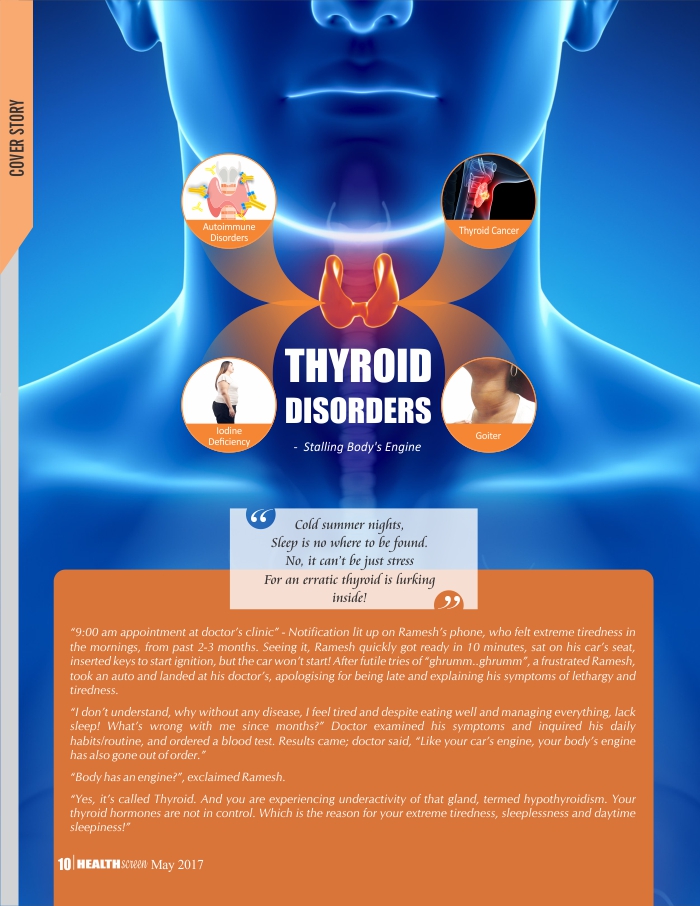 COVER STORY
Autoimmune
Disorders
Thyroid Cancer
THYROID
DISORDERS
- Stalling Body's Engine
Iodine
Deficiency
Goiter
“
Cold summer nights,
Sleep is no where to be found.
No, it can't be just stress
For an erratic thyroid is lurking
inside!
”
“9:00 am appointment at doctor's clinic” - Notification lit up on Ramesh's phone, who felt extreme tiredness in
the mornings, from past 2-3 months. Seeing it, Ramesh quickly got ready in 10 minutes, sat on his car's seat,
inserted keys to start ignition, but the car won't start! After futile tries of “ghrumm..ghrumm”, a frustrated Ramesh,
took an auto and landed at his doctor's, apologising for being late and explaining his symptoms of lethargy and
tiredness.
“I don't understand, why without any disease, I feel tired and despite eating well and managing everything, lack
sleep! What's wrong with me since months?” Doctor examined his symptoms and inquired his daily
habits/routine, and ordered a blood test. Results came; doctor said, “Like your car's engine, your body's engine
has also gone out of order.”
“Body has an engine?”, exclaimed Ramesh.
“Yes, it's called Thyroid. And you are experiencing underactivity of that gland, termed hypothyroidism. Your
thyroid hormones are not in control. Which is the reason for your extreme tiredness, sleeplessness and daytime
sleepiness!”
10 HEALTHscreen May 2017